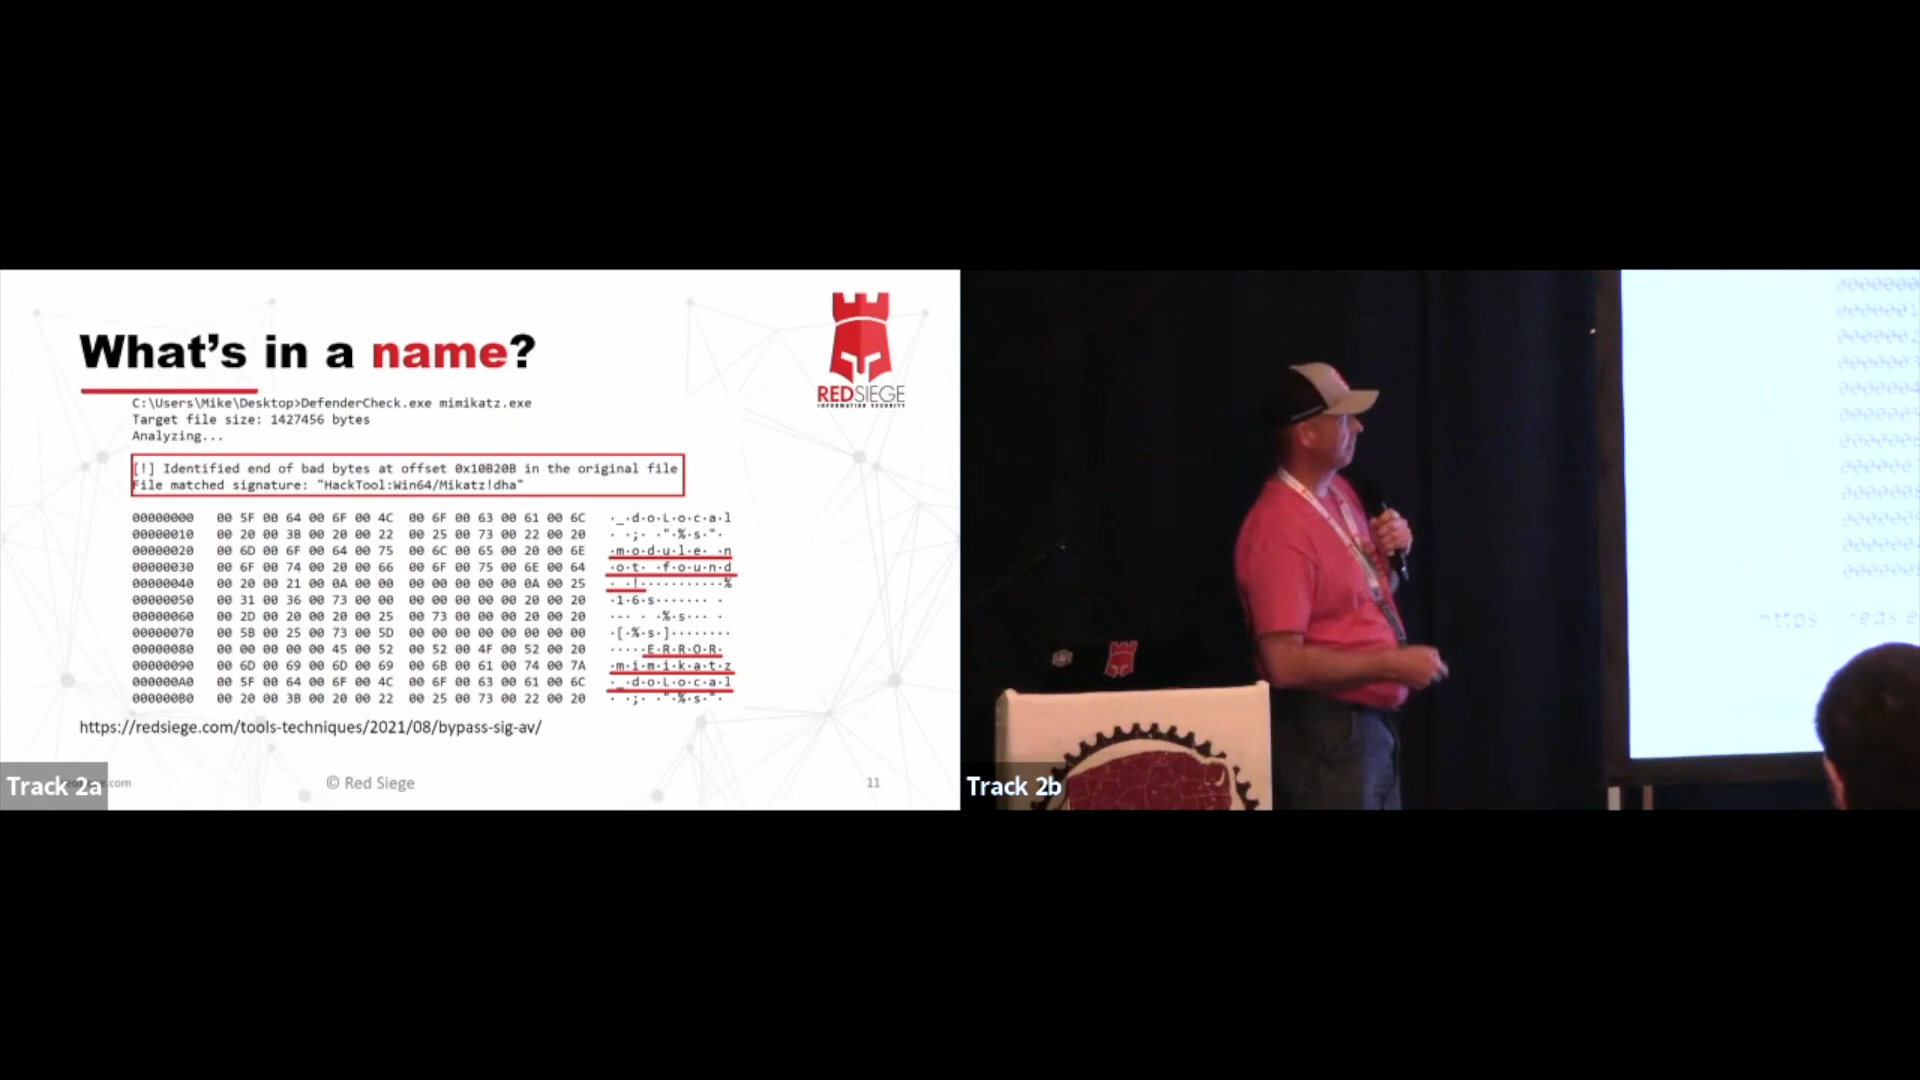 What's in a name?
REDSIEGE
INFORMATION SECURITY
C:\Users\Mike\Desktop>DefenderCheck.exe mimikatz.exe
Target file size: 1427456 bytes
Analyzing...
[!] Identified end of bad bytes at offset 0x10B20B in the original file
File matched signature: "HackTool:Win64/Mikatz!dha"
00000000 00 5F 00 64 00 6F 00 4C 00 6F 00 63 00 61 00 6C ·_·d·o·L·o·c·a·l
00000010 00 20 00 3B 00 20 00 22 00 25 00 73 00 22 00 20 · ·;· ·"·%·s·"· 
00000020 00 6D 00 6F 00 64 00 75 00 6C 00 65 00 20 00 6E ·m·o·d·u·l·e· ·n
00000030 00 6F 00 74 00 20 00 66 00 6F 00 75 00 6E 00 64 ·o·t· ·f·o·u·n·d
00000040 00 20 00 21 00 0A 00 00 00 00 00 00 00 0A 00 25 · ·!···········%
00000050 00 31 00 36 00 73 00 00 00 00 00 00 00 20 00 20 ·1·6·s······· · 
00000060 00 2D 00 20 00 20 00 25 00 73 00 00 00 20 00 20 ·-· · ·%·s··· · 
00000070 00 5B 00 25 00 73 00 5D 00 00 00 00 00 00 00 00 ·[·%·s·]········
00000080 00 00 00 00 00 45 00 52 00 52 00 4F 00 52 00 20 ·····E·R·R·O·R· 
00000090 00 6D 00 69 00 6D 00 69 00 6B 00 61 00 74 00 7A ·m·i·m·i·k·a·t·z
000000A0 00 5F 00 64 00 6F 00 4C 00 6F 00 63 00 61 00 6C ·_·d·o·L·o·c·a·l
000000B0 00 20 00 3B 00 20 00 22 00 25 00 73 00 22 00 20 · ·;· ·"·%·s·"· 
https://redsiege.com/tools-techniques/2021/08/bypass-sig-av/
Track 2a
© Red Siege
11
Track 2b